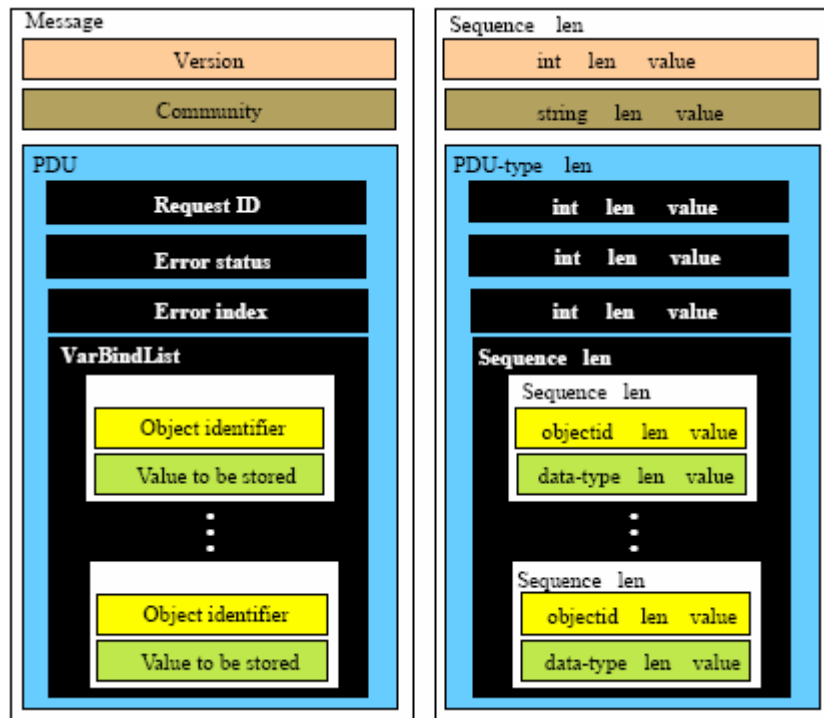 Message
Version
Community
PDU
Request ID
Error status
Error index
VarBindList
Object identifier
Value to be stored
Object identifier
Value to be stored
Sequence len
int len value
string len value
PDU-type len
int len value
int len value
int len value
Sequence len
Sequence len
objectid len value
data-type len value
Sequence len
objectid len value
data-type len value